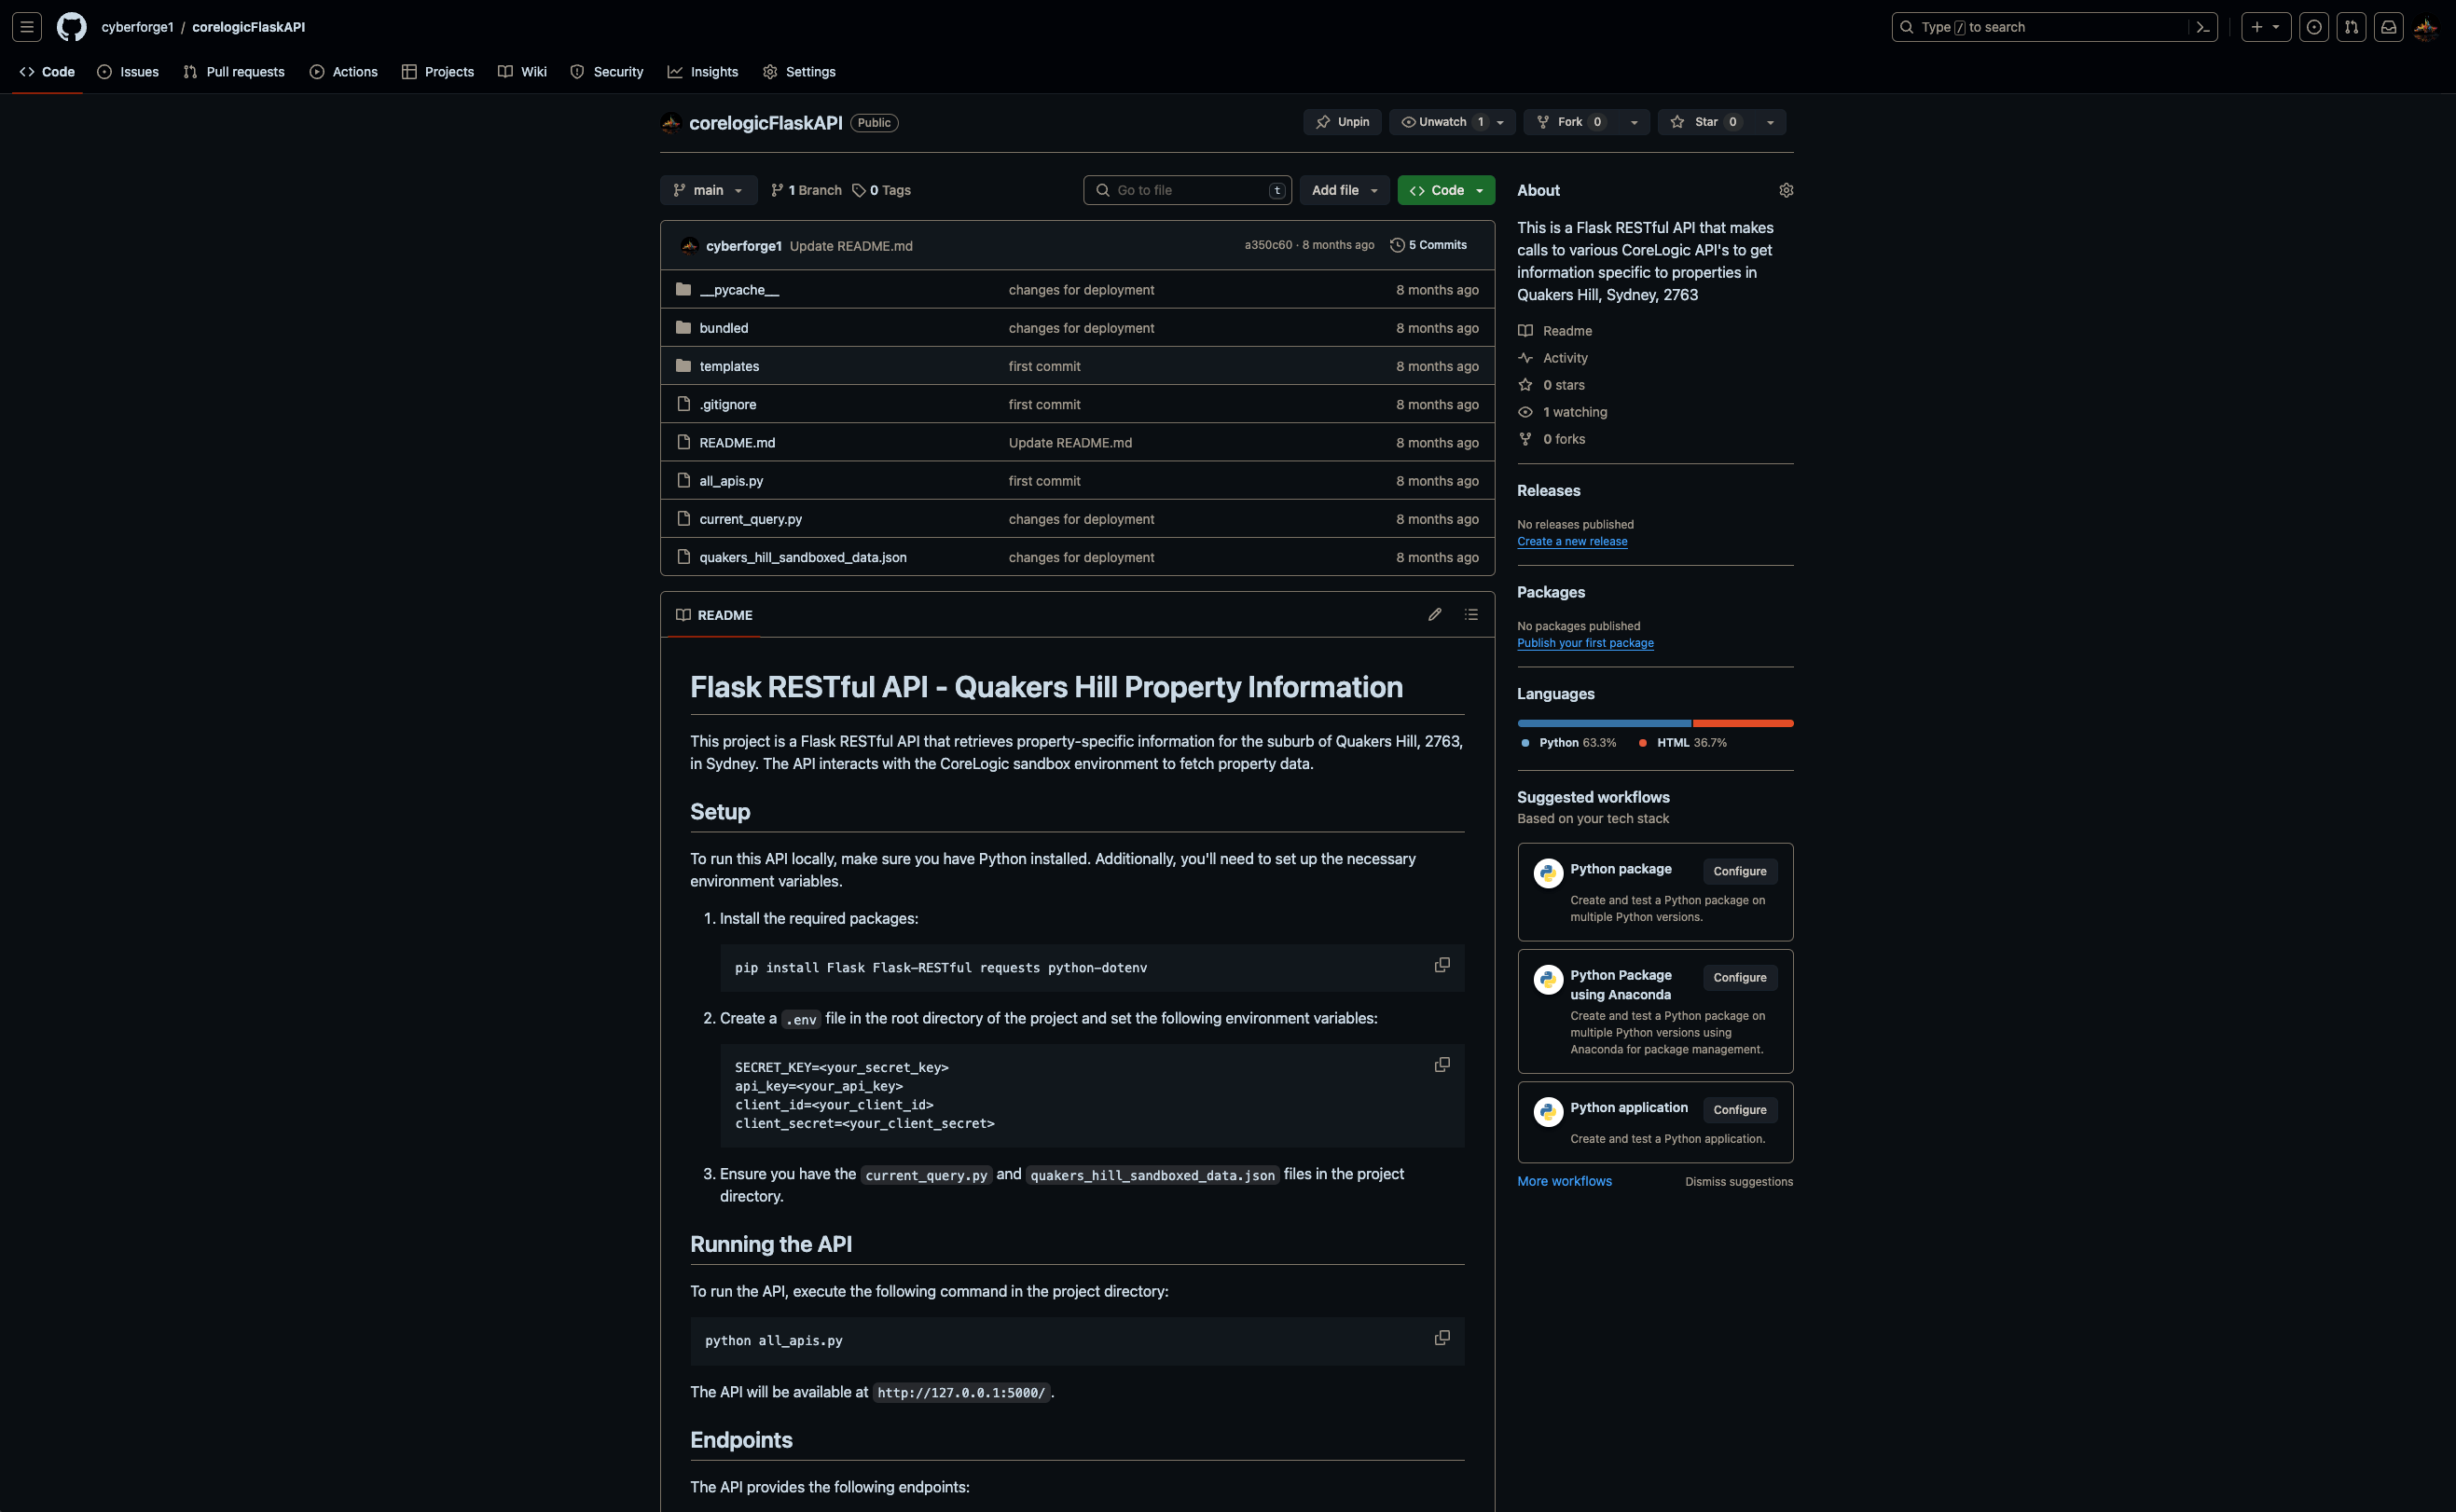 cyberforge1 / corelogicFlaskAPI
Type / to search
Code
Issues
Pull requests
Actions
Projects
Wiki
Security
Insights
Settings
corelogicFlaskAPI Public
Unpin
Unwatch 1
Fork 0
Star 0
main
1 Branch
0 Tags
Go to file t
Add file
Code
cyberforge1 Update README.md a350c60 · 8 months ago 5 Commits
__pycache__ changes for deployment 8 months ago
bundled changes for deployment 8 months ago
templates first commit 8 months ago
.gitignore first commit 8 months ago
README.md Update README.md 8 months ago
all_apis.py first commit 8 months ago
current_query.py changes for deployment 8 months ago
quakers_hill_sandboxed_data.json changes for deployment 8 months ago
README
Flask RESTful API - Quakers Hill Property Information
This project is a Flask RESTful API that retrieves property-specific information for the suburb of Quakers Hill, 2763,
in Sydney. The API interacts with the CoreLogic sandbox environment to fetch property data.
Setup
To run this API locally, make sure you have Python installed. Additionally, you'll need to set up the necessary
environment variables.
1. Install the required packages:
pip install Flask Flask-RESTful requests python-dotenv
2. Create a .env file in the root directory of the project and set the following environment variables:
SECRET_KEY=<your_secret_key>
api_key=<your_api_key>
client_id=<your_client_id>
client_secret=<your_client_secret>
3. Ensure you have the current_query.py and quakers_hill_sandboxed_data.json files in the project
directory.
Running the API
To run the API, execute the following command in the project directory:
python all_apis.py
The API will be available at http://127.0.0.1:5000/.
Endpoints
The API provides the following endpoints:
About
This is a Flask RESTful API that makes
calls to various CoreLogic API's to get
information specific to properties in
Quakers Hill, Sydney, 2763
Readme
Activity
0 stars
1 watching
0 forks
Releases
No releases published
Create a new release
Packages
No packages published
Publish your first package
Languages
Python 63.3% HTML 36.7%
Suggested workflows
Based on your tech stack
Python package Configure
Create and test a Python package on
multiple Python versions.
Python Package
using Anaconda
Configure
Create and test a Python package on
multiple Python versions using
Anaconda for package management.
Python application Configure
Create and test a Python application.
More workflows
Dismiss suggestions